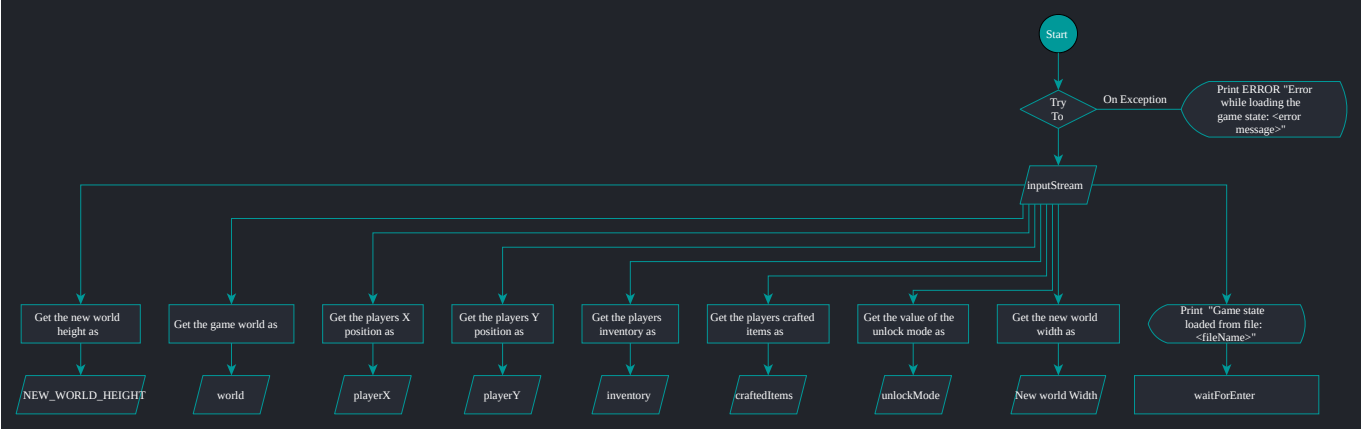 Start
Try
To
On Exception
Print ERROR "Error
while loading the
game state: <error
message>"
inputStream
Get the new world
height as
Get the game world as
Get the players X
position as
Get the players Y
position as
Get the players
inventory as
Get the players crafted
items as
Get the value of the
unlock mode as
Get the new world
width as
Print "Game state
loaded from file:
<fileName>"
NEW_WORLD_HEIGHT
world
playerX
playerY
inventory
craftedItems
unlockMode
New world Width
waitForEnter